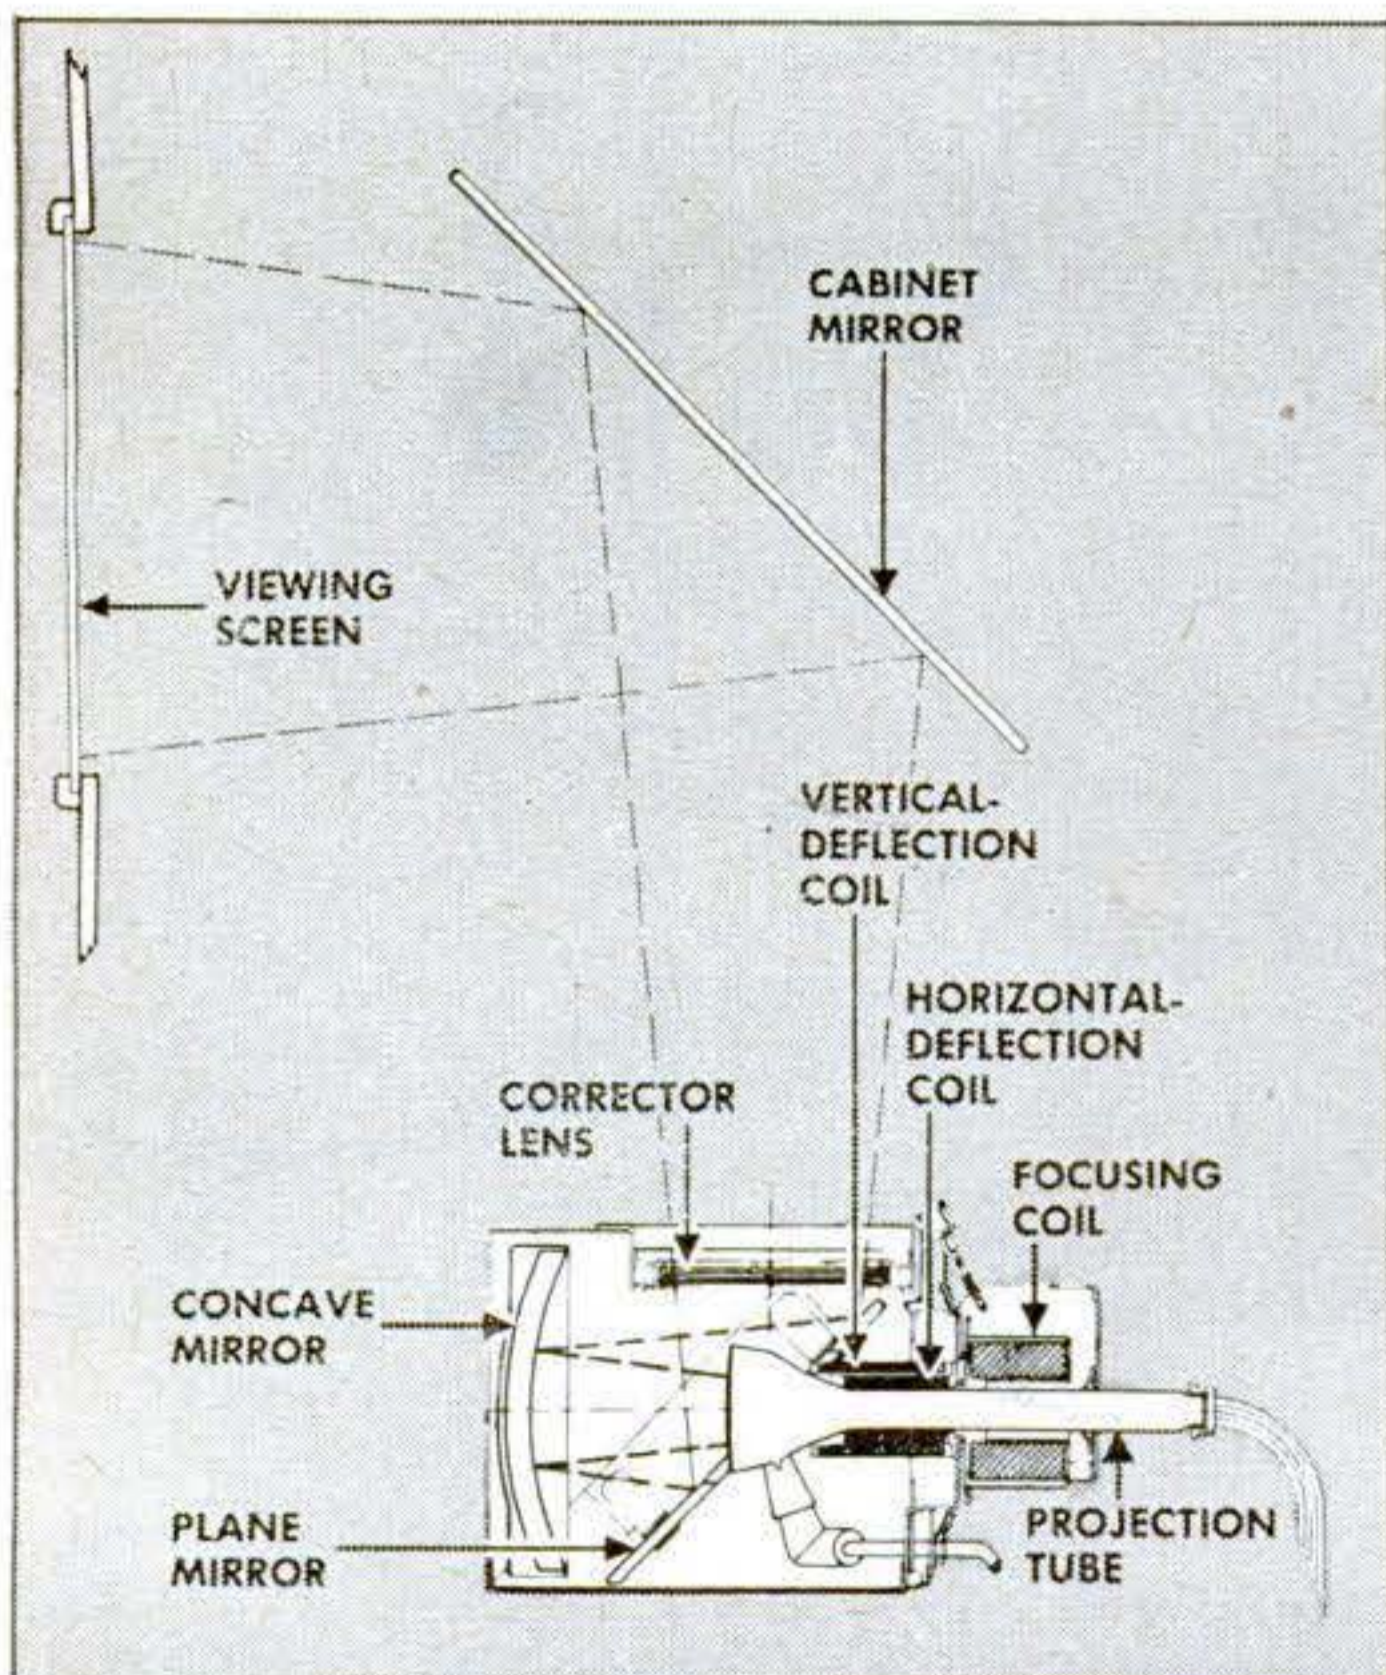 CABINET
MIRROR
VIEWING
SCREEN
VERTICAL-
DEFLECTION
COIL
HORIZONTAL-
DEFLECTION
COIL
CORRECTOR
LENS
FOCUSING
COIL
CONCAVE
MIRROR
PLANE
MIRROR
PROJECTION
TUBE